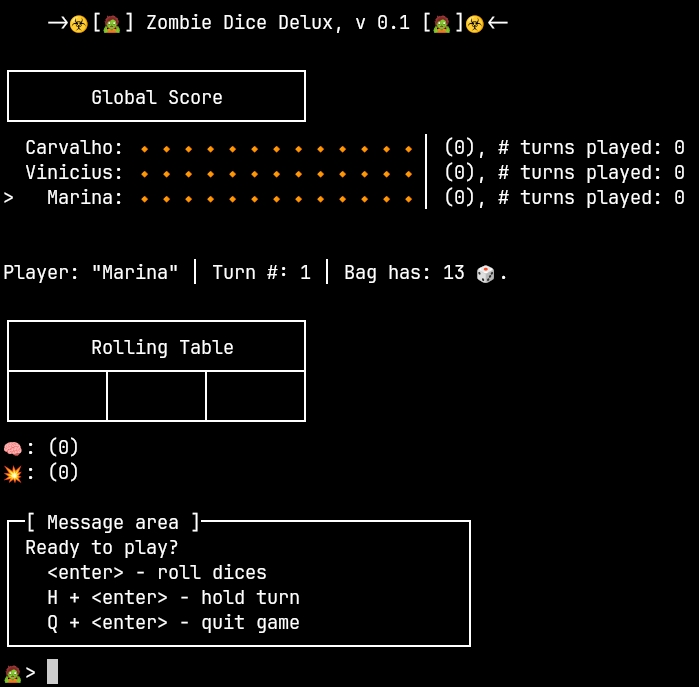 -->☣️[🧟] Zombie Dice Delux, v 0.1 [🧟]☣️<--
Global Score
Carvalho: 🔸🔸🔸🔸🔸🔸🔸🔸🔸🔸🔸🔸🔸│ (0), # turns played: 0
Vinicius: 🔸🔸🔸🔸🔸🔸🔸🔸🔸🔸🔸🔸🔸│ (0), # turns played: 0
> Marina: 🔸🔸🔸🔸🔸🔸🔸🔸🔸🔸🔸🔸🔸│ (0), # turns played: 0
Player: "Marina" │ Turn #: 1 │ Bag has: 13 🎲.
Rolling Table
🧠: (0)
💥: (0)
[ Message area ]
Ready to play?
<enter> - roll dices
H + <enter> - hold turn
Q + <enter> - quit game
🧟>